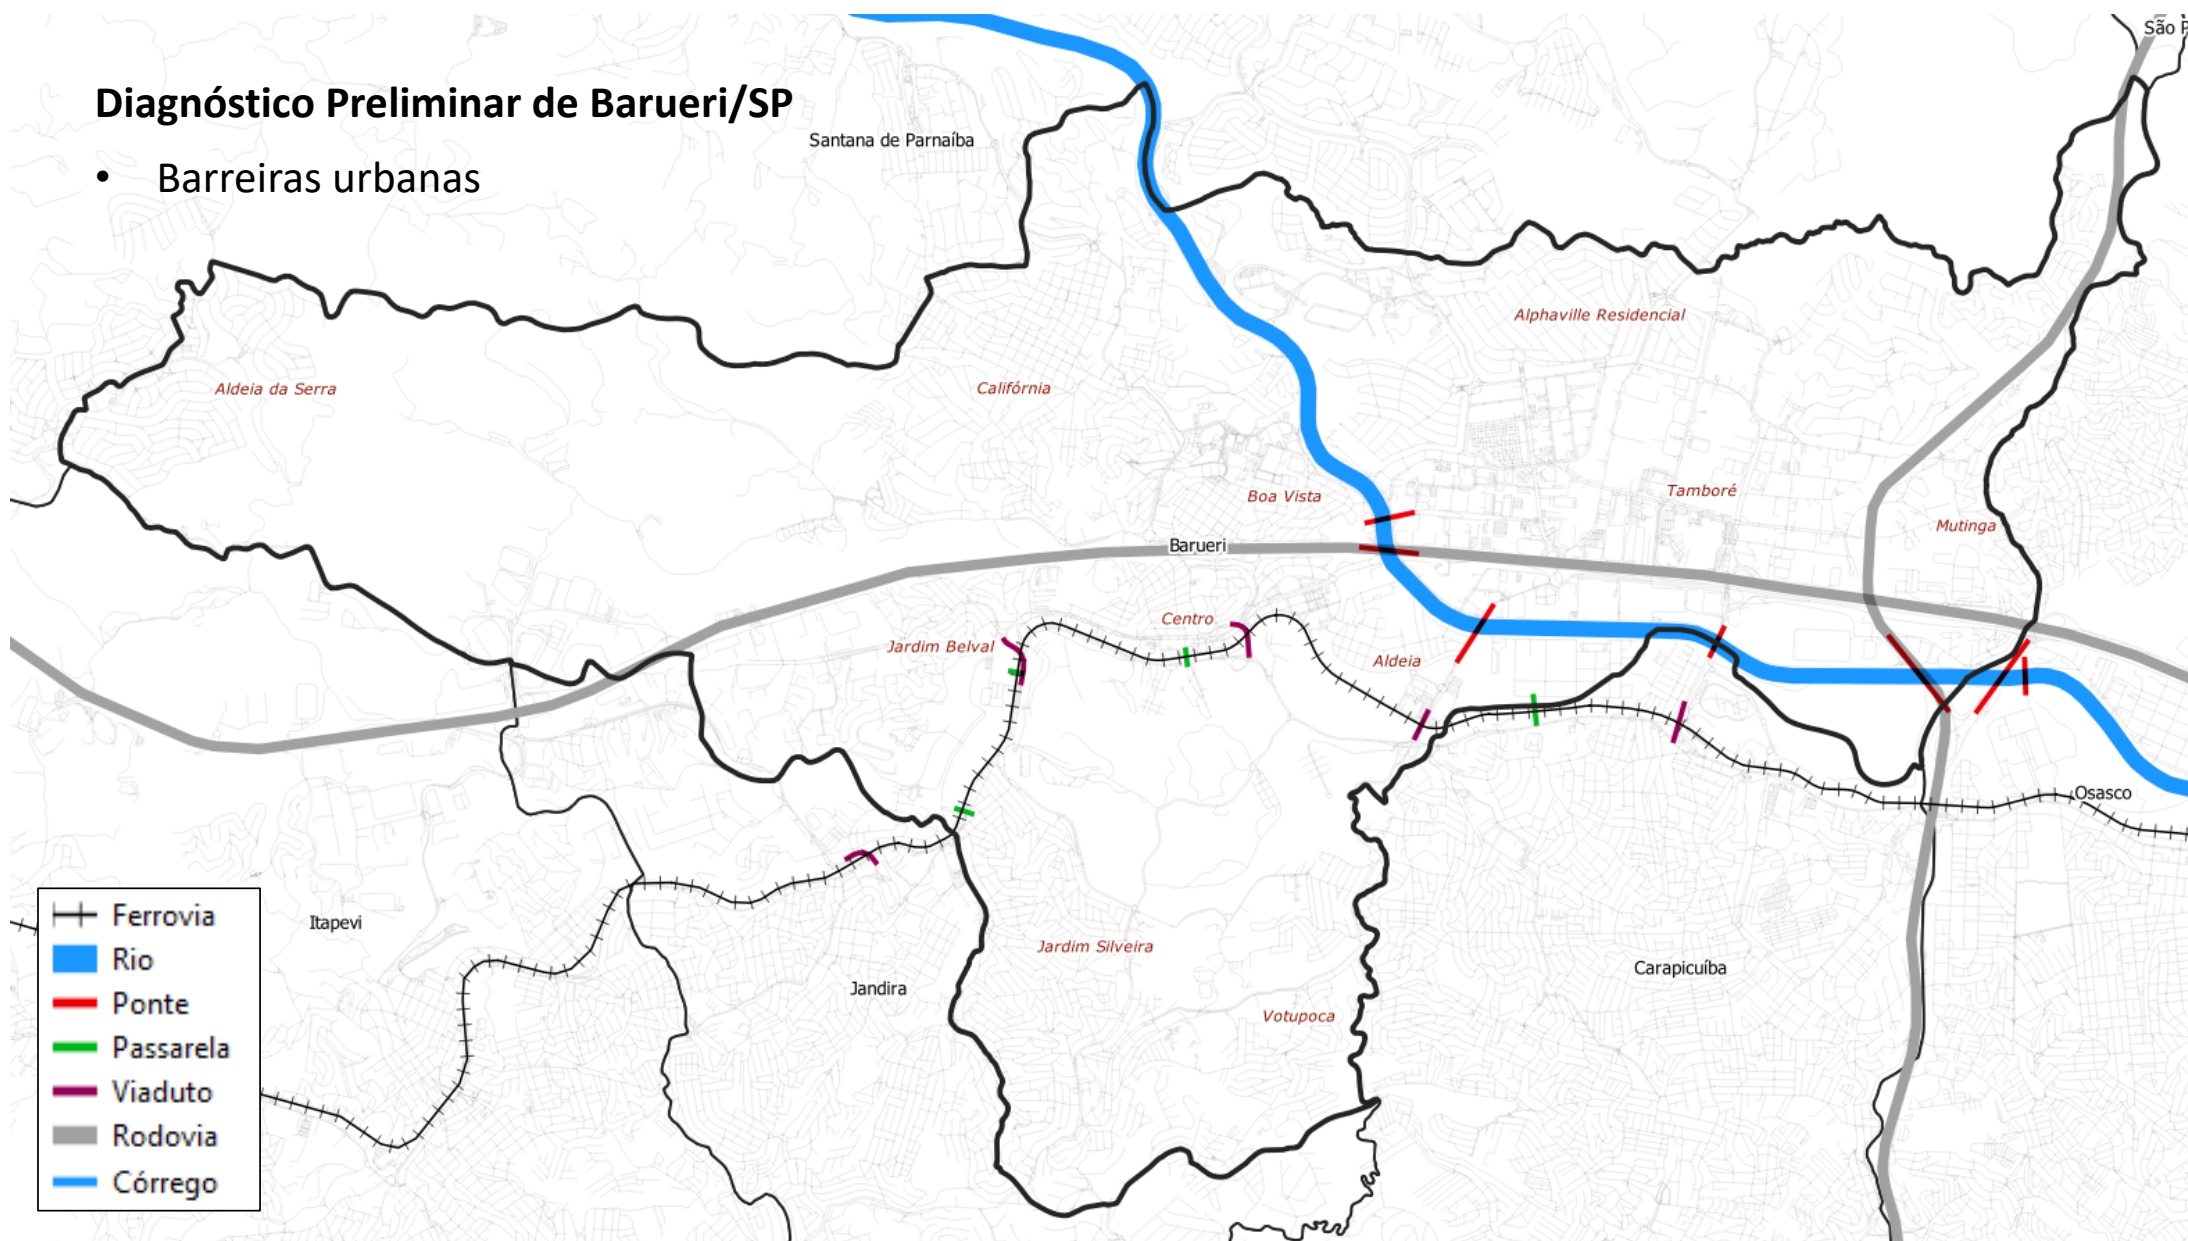 Diagnóstico Preliminar de Barueri/SP
• Barreiras urbanas
São P
Santana de Parnaíba
Alphaville Residencial
Aldeia da Serra
Califórnia
Boa Vista
Tamboré
Mutinga
Barueri
Centro
Jardim Belval
Aldeia
Osasco
Itapevi
Jardim Silveira
Jandira
Carapicuíba
Votupoca
Ferrovia
Rio
Ponte
Passarela
Viaduto
Rodovia
Córrego